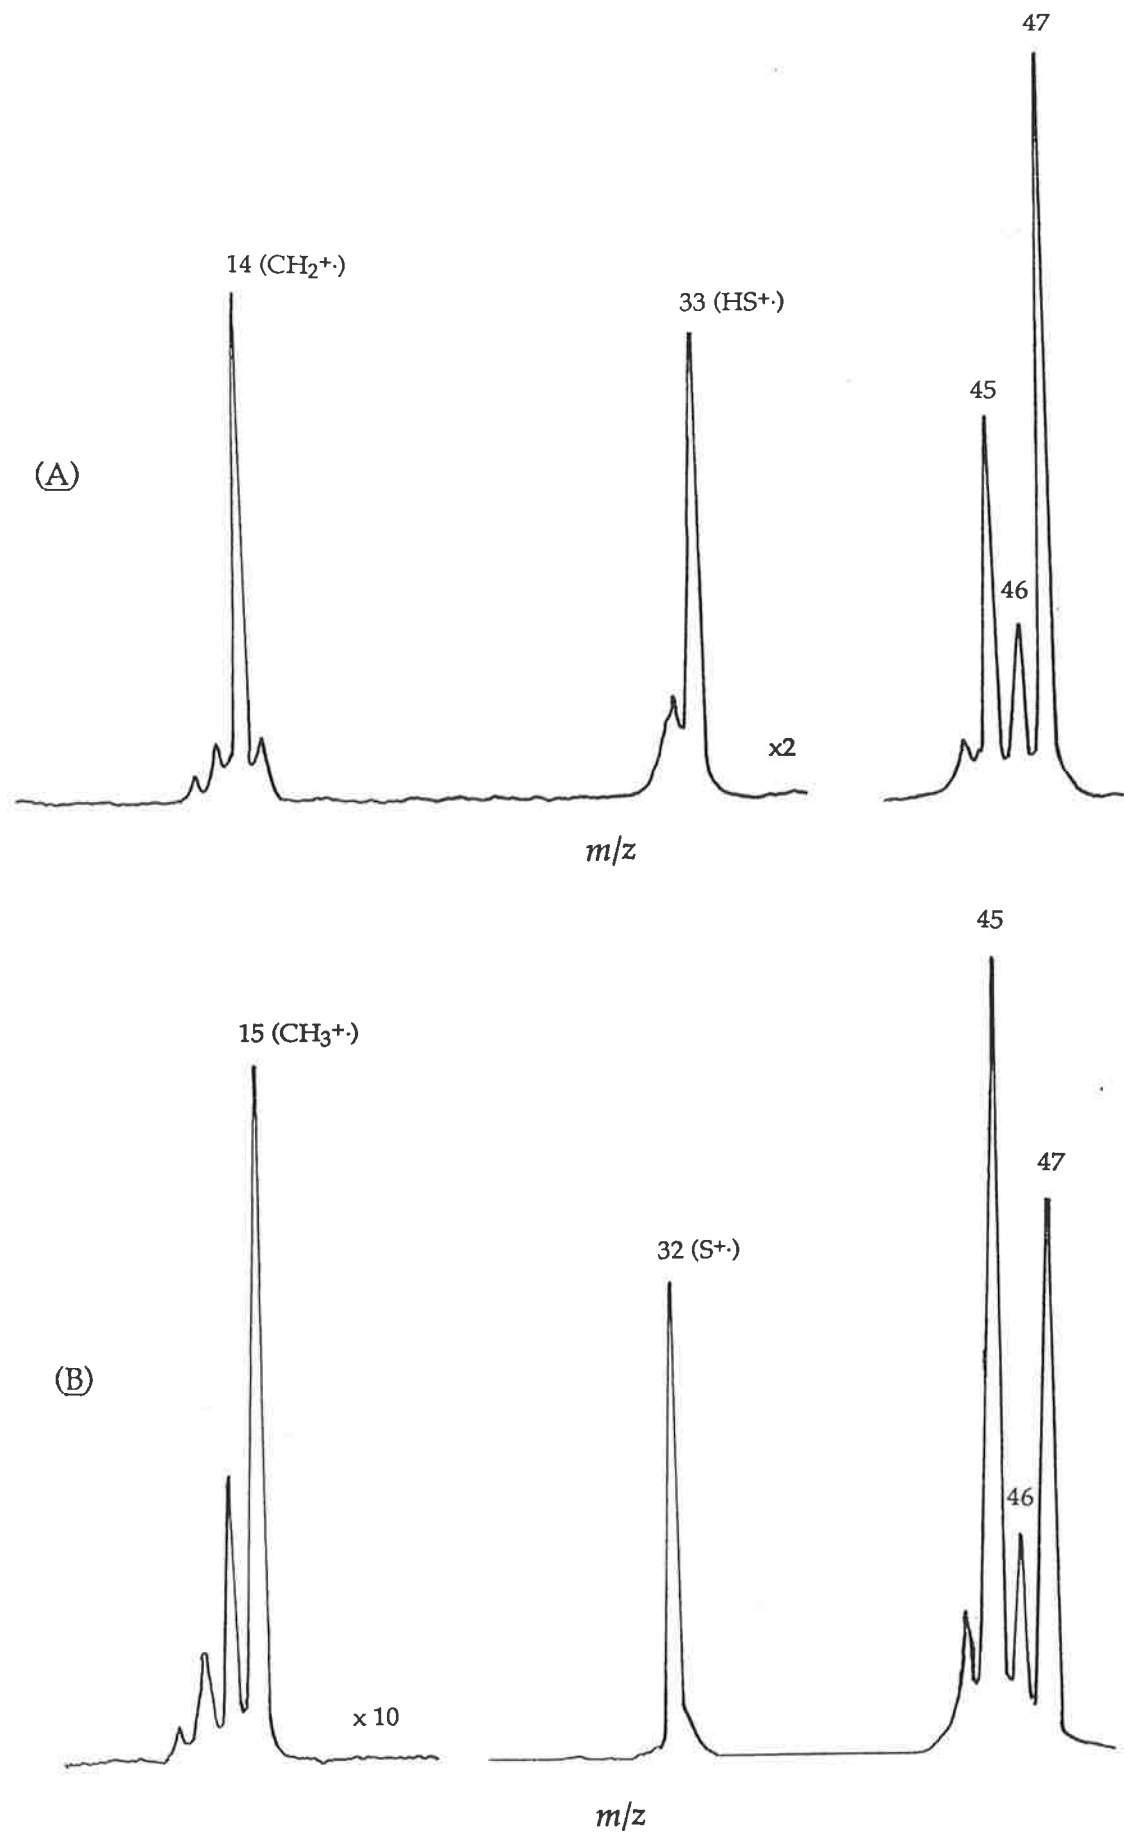 47
14 (CH₂⁺·)
33 (HS⁺·)
45
(A)
46
x2
m/z
45
15 (CH₃⁺·)
47
32 (S⁺·)
(B)
46
x 10
m/z